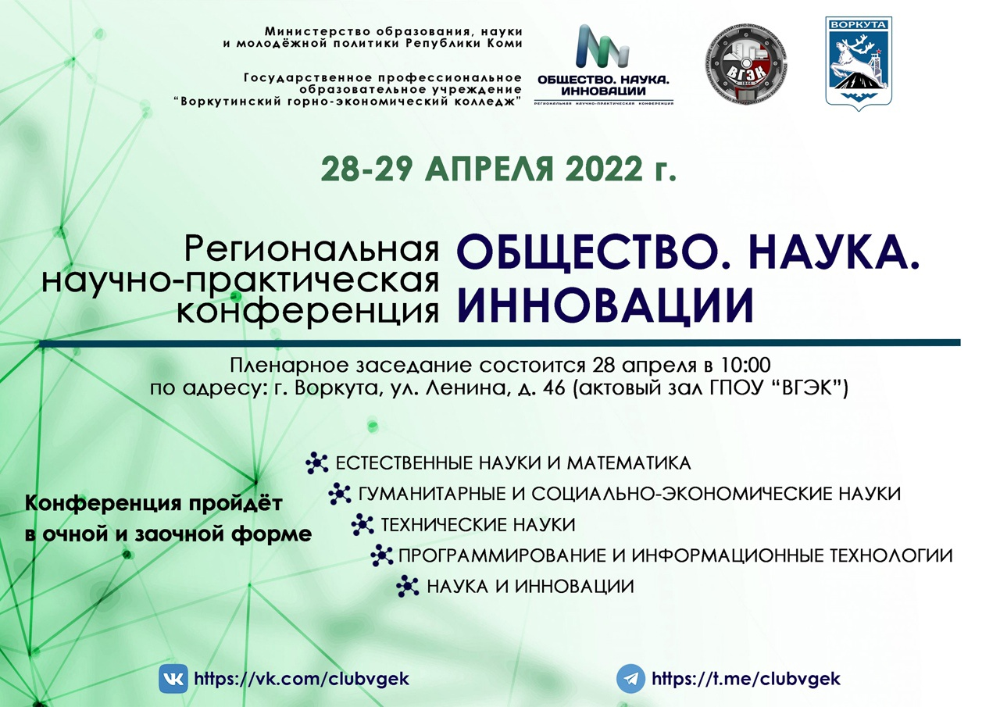 Министерство образования, науки
и молодёжной политики Републики Коми
Государственное профессиональное
образовательное учреждение
“Воркутинский горно-экономический колледж”
ОБЩЕСТВО. НАУКА.
ИННОВАЦИИ
РЕГИОНАЛЬНАЯ НАУЧНО-ПРАКТИЧЕСКАЯ КОНФЕРЕНЦИЯ
ВГЭК
ВОРКУТА
28-29 АПРЕЛЯ 2022 г.
Региональная
научно-практическая
конференция
ОБЩЕСТВО. НАУКА.
ИННОВАЦИИ
Пленарное заседание состоится 28 апреля в 10:00
по адресу: г. Воркута, ул. Ленина, д. 46 (актовый зал ГПОУ “ВГЭК”)
Конференция пройдёт
в очной и заочной форме
ЕСТЕСТВЕННЫЕ НАУКИ И МАТЕМАТИКА
ГУМАНИТАРНЫЕ И СОЦИАЛЬНО-ЭКОНОМИЧЕСКИЕ НАУКИ
ТЕХНИЧЕСКИЕ НАУКИ
ПРОГРАММИРОВАНИЕ И ИНФОРМАЦИОННЫЕ ТЕХНОЛОГИИ
НАУКА И ИННОВАЦИИ
https://vk.com/clubvgek
https://t.me/clubvgek